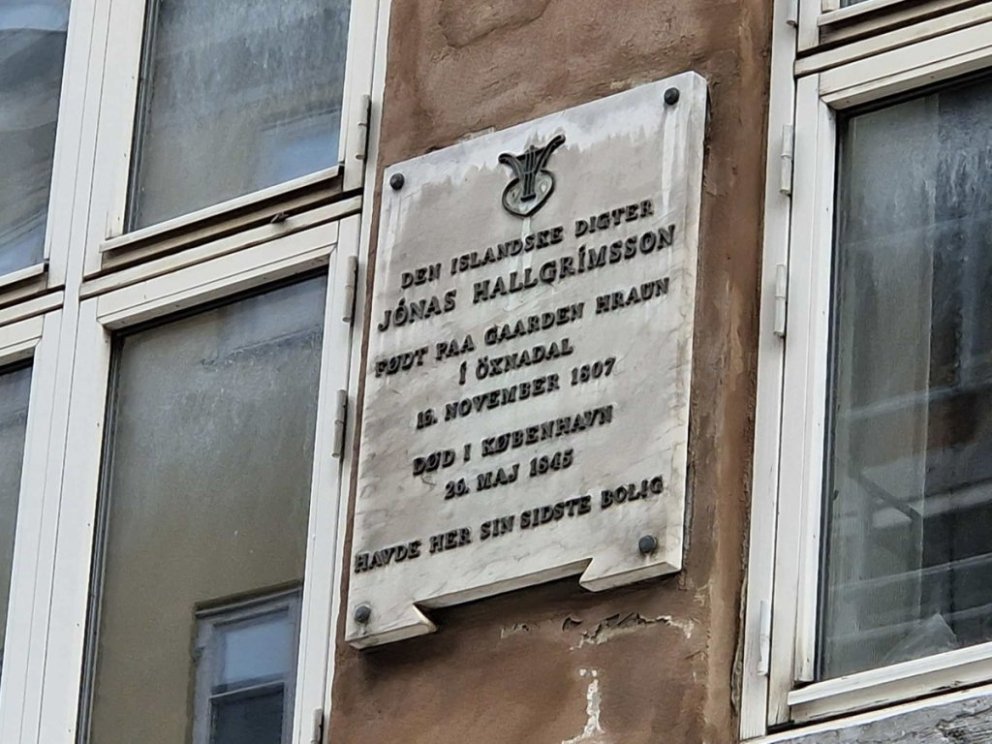 DEN ISLANDSKE DIGTER
JÓNAS HALLGRÍMSSON
FØDT PAA GAARDEN HRAUN
Í ÖXNADAL
16. NOVEMBER 1807
DØD I KØBENHAVN
26. MAJ 1845
HAVDE HER SIN SIDSTE BOLIG